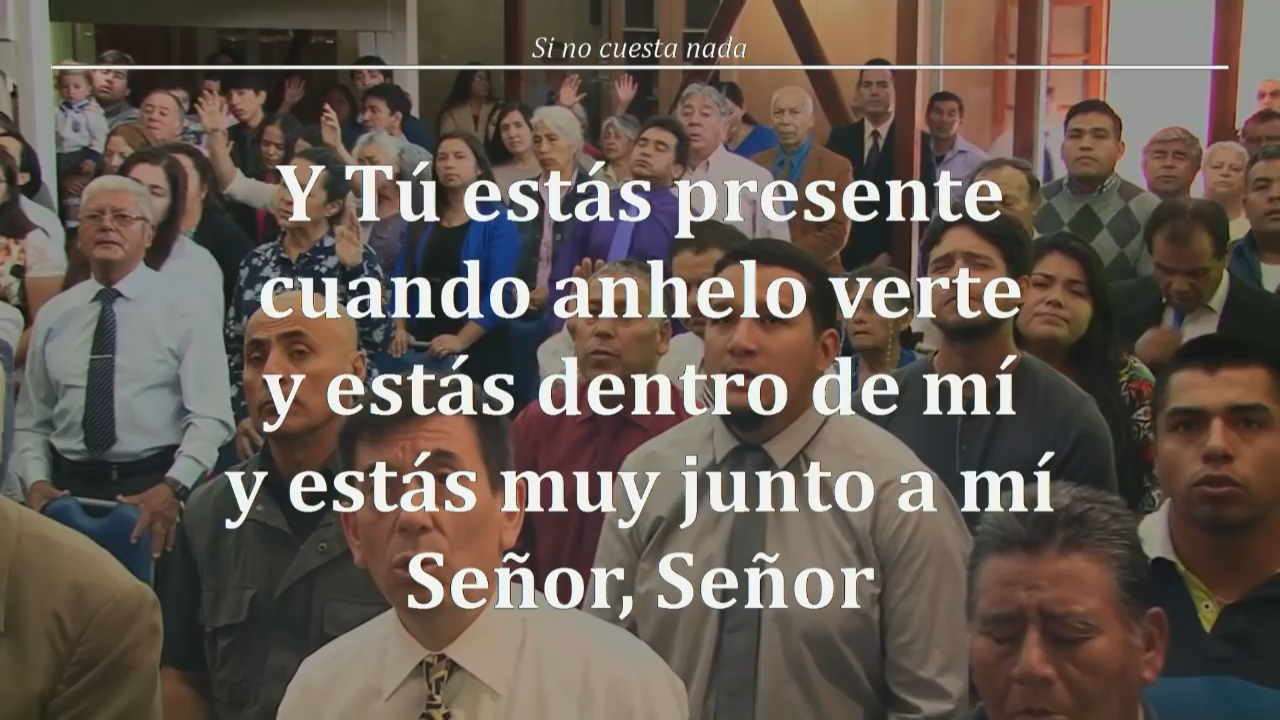 Si no cuesta nada
Y Tú estás presente
cuando anhelo verte
y estás dentro de mí
y estás muy junto a mí
Señor, Señor